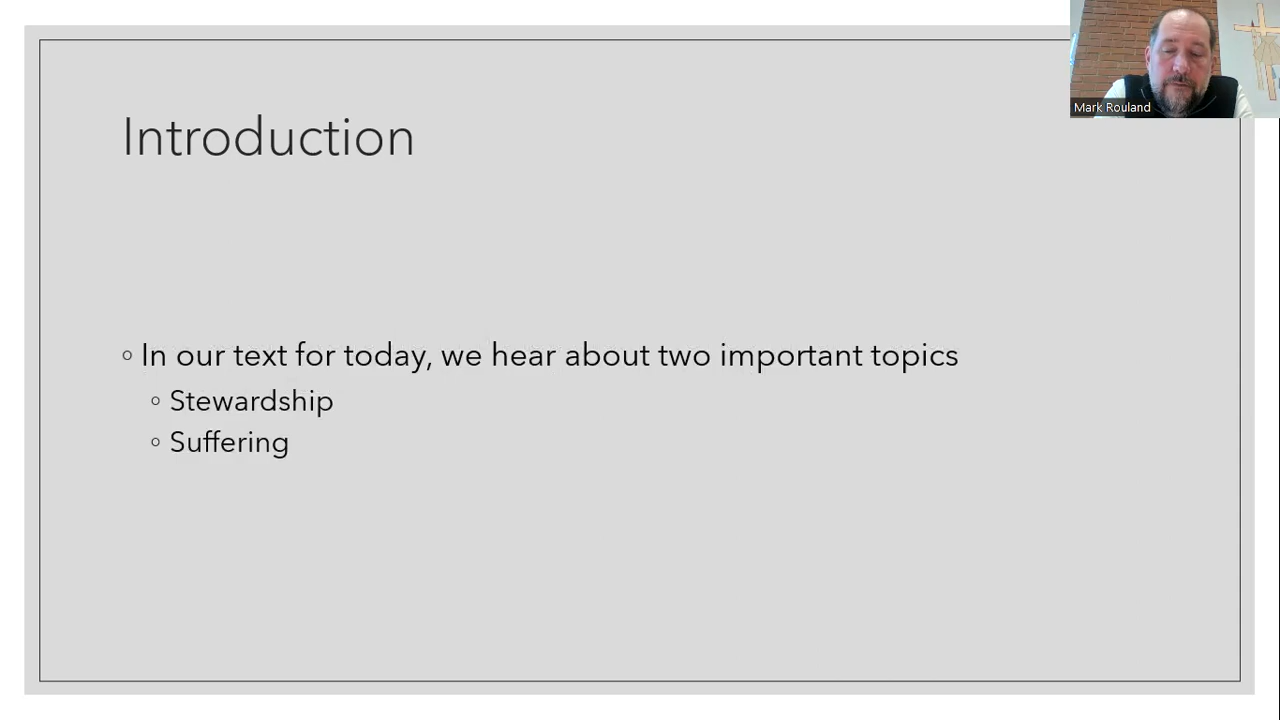 Mark Rouland
Introduction
In our text for today, we hear about two important topics
Stewardship
Suffering